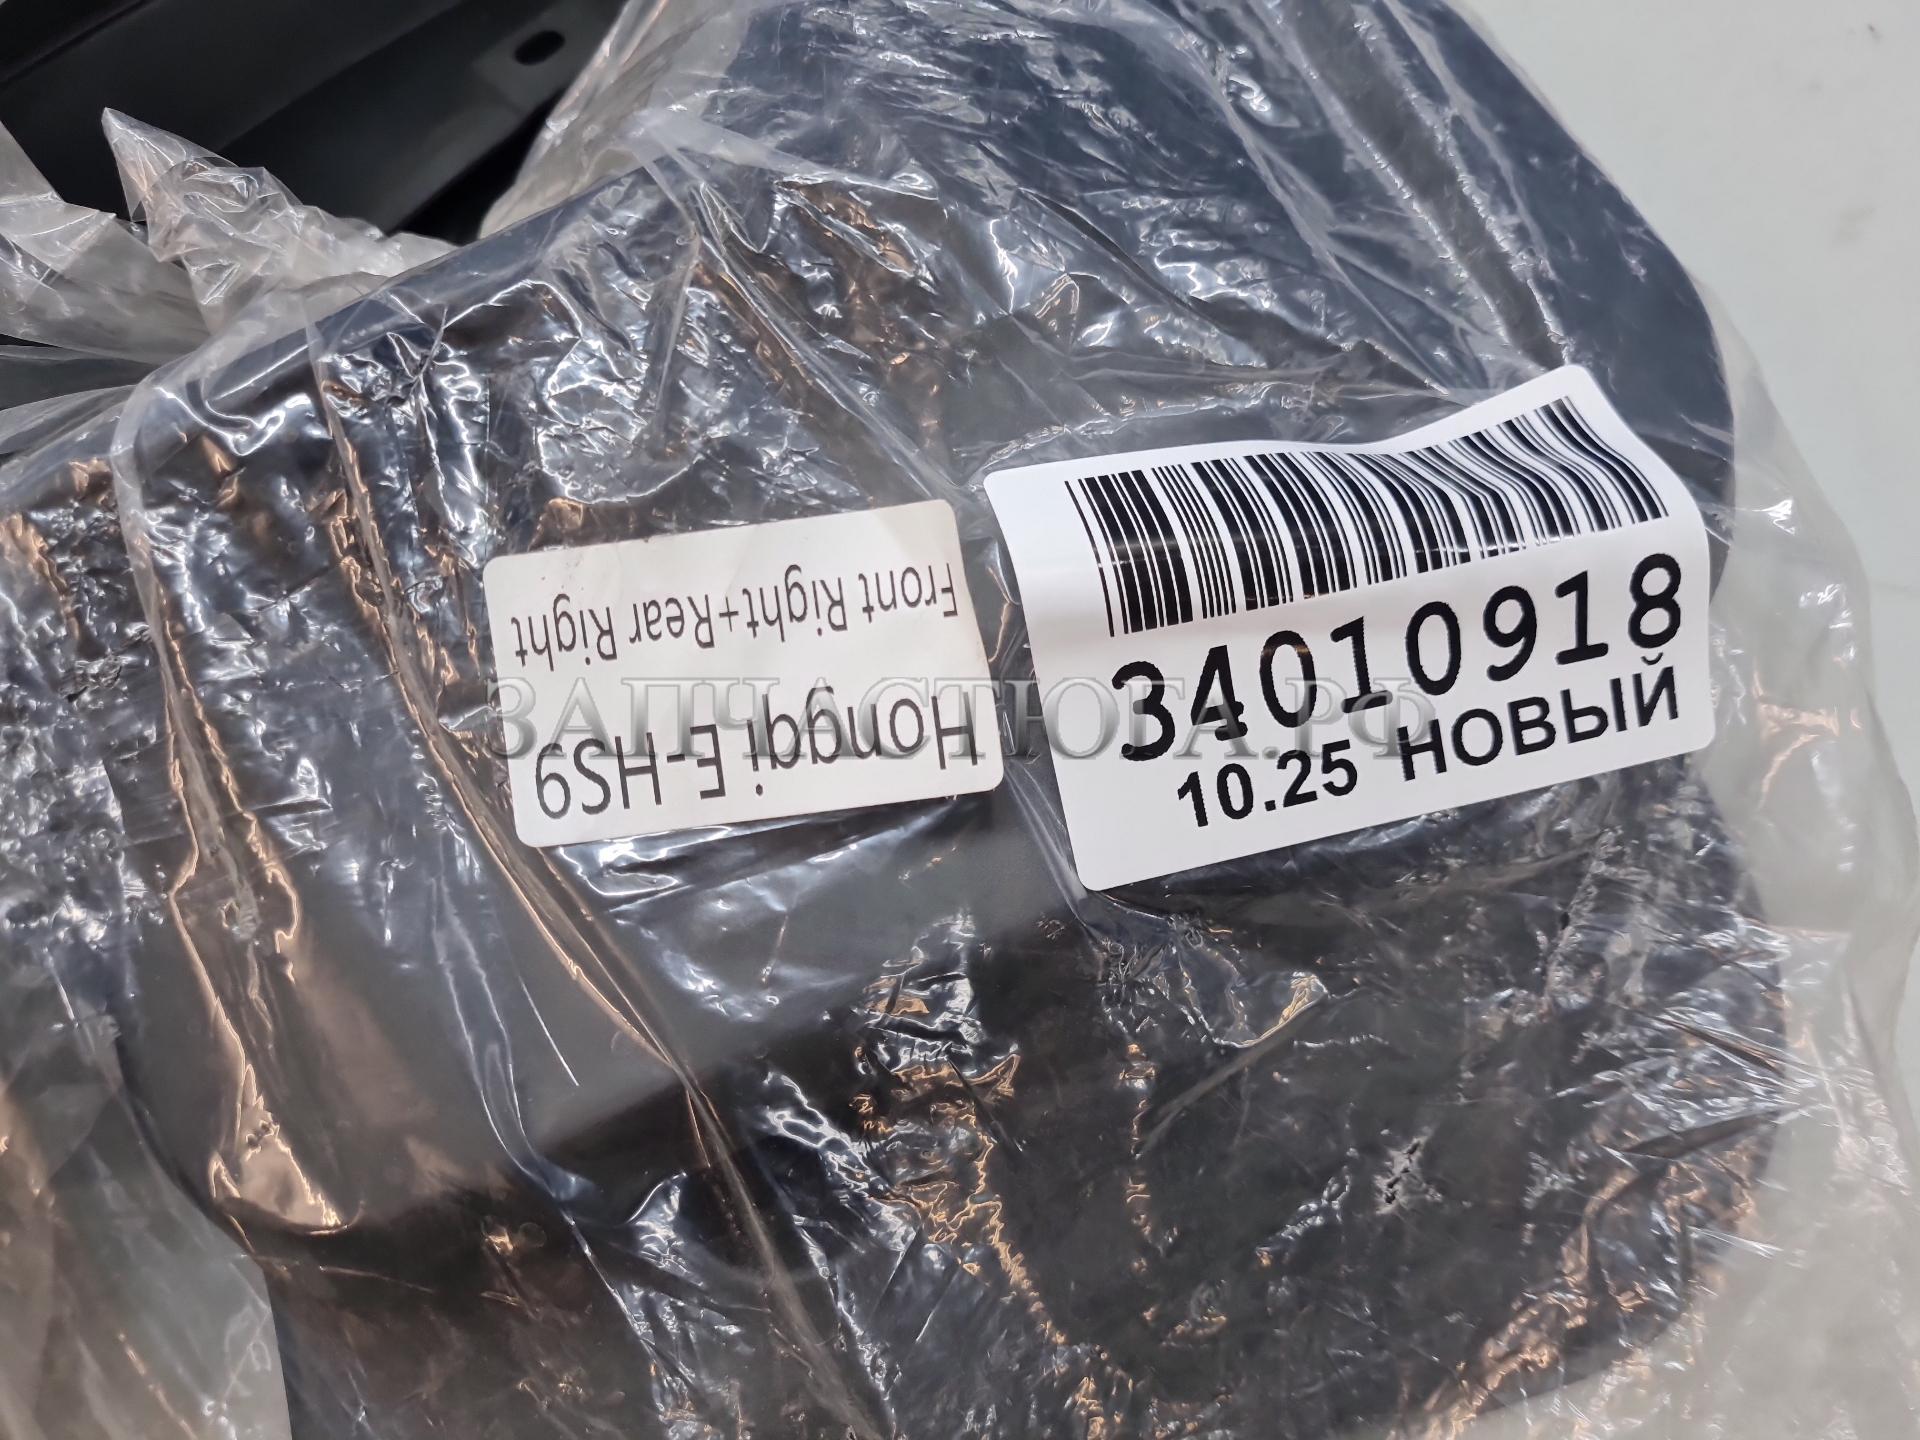 Hongqi E-HS9
Front Right+Rear Right
34010918
10.25 НОВЫЙ
ЗАПЧАСТЮГА.РФ